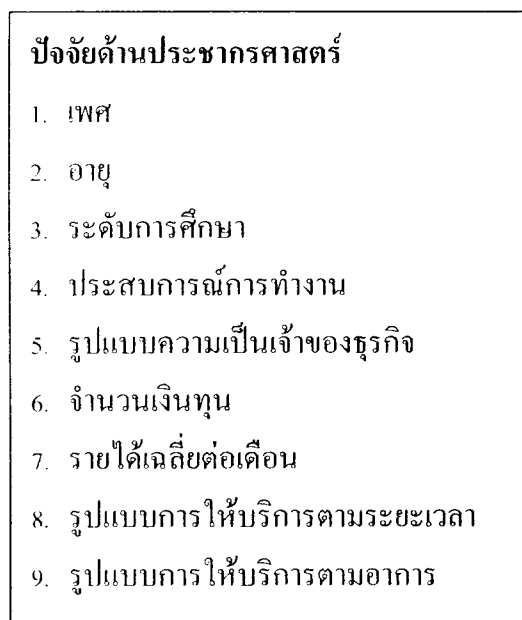 ปัจจัยด้านประชากรศาสตร์
1. เพศ
2. อายุ
3. ระดับการศึกษา
4. ประสบการณ์การทำงาน
5. รูปแบบความเป็นเจ้าของธุรกิจ
6. จำนวนเงินทุน
7. รายได้เฉลี่ยต่อเดือน
8. รูปแบบการให้บริการตามระยะเวลา
9. รูปแบบการให้บริการตามอาการ